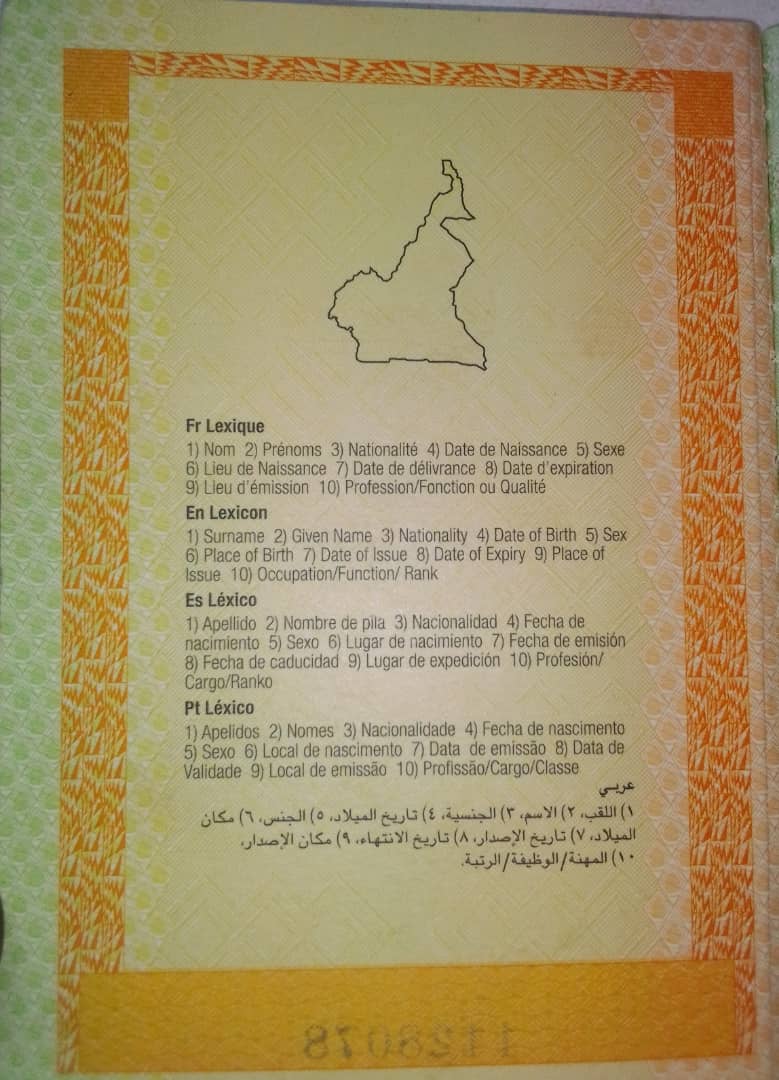 Fr Lexique
1) Nom 2) Prénoms 3) Nationalité 4) Date de Naissance 5) Sexe
6) Lieu de Naissance 7) Date de délivrance 8) Date d'expiration
9) Lieu d'émission 10) Profession/Fonction ou Qualité
En Lexicon
1) Surname 2) Given Name 3) Nationality 4) Date of Birth 5) Sex
6) Place of Birth 7) Date of Issue 8) Date of Expiry 9) Place of
Issue 10) Occupation/Function/ Rank
Es Léxico
1) Apellido 2) Nombre de pila 3) Nacionalidad 4) Fecha de
nacimiento 5) Sexo 6) Lugar de nacimiento 7) Fecha de emisión
8) Fecha de caducidad 9) Lugar de expedición 10) Profesión/
Cargo/Ranko
Pt Léxico
1) Apelidos 2) Nomes 3) Nacionalidade 4) Fecha de nascimento
5) Sexo 6) Local de nascimento 7) Data de emissão 8) Data de
Validade 9) Local de emissão 10) Profissão/Cargo/Classe
عربي
١) اللقب، ٢) الاسم، ٣) الجنسية، ٤) تاريخ الميلاد، ٥) الجنس، ٦) مكان
الميلاد، ٧) تاريخ الإصدار، ٨) تاريخ الانتهاء، ٩) مكان الإصدار،
١٠) المهنة/الوظيفة/الرتبة.